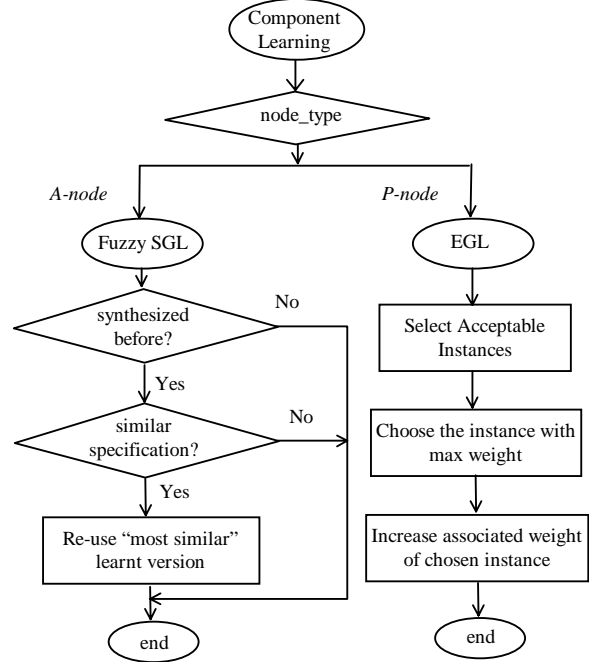 Component
Learning
node_type
A-node
P-node
Fuzzy SGL
EGL
synthesized
before?
No
Yes
similar
specification?
No
Yes
Re-use “most similar”
learnt version
end
Select Acceptable
Instances
Choose the instance with
max weight
Increase associated weight
of chosen instance
end